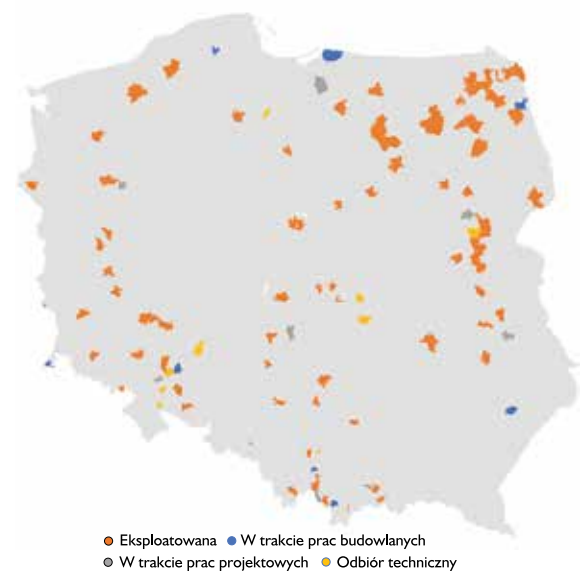 Eksploatowana W trakcie prac budowlanych
W trakcie prac projektowych Odbiór techniczny